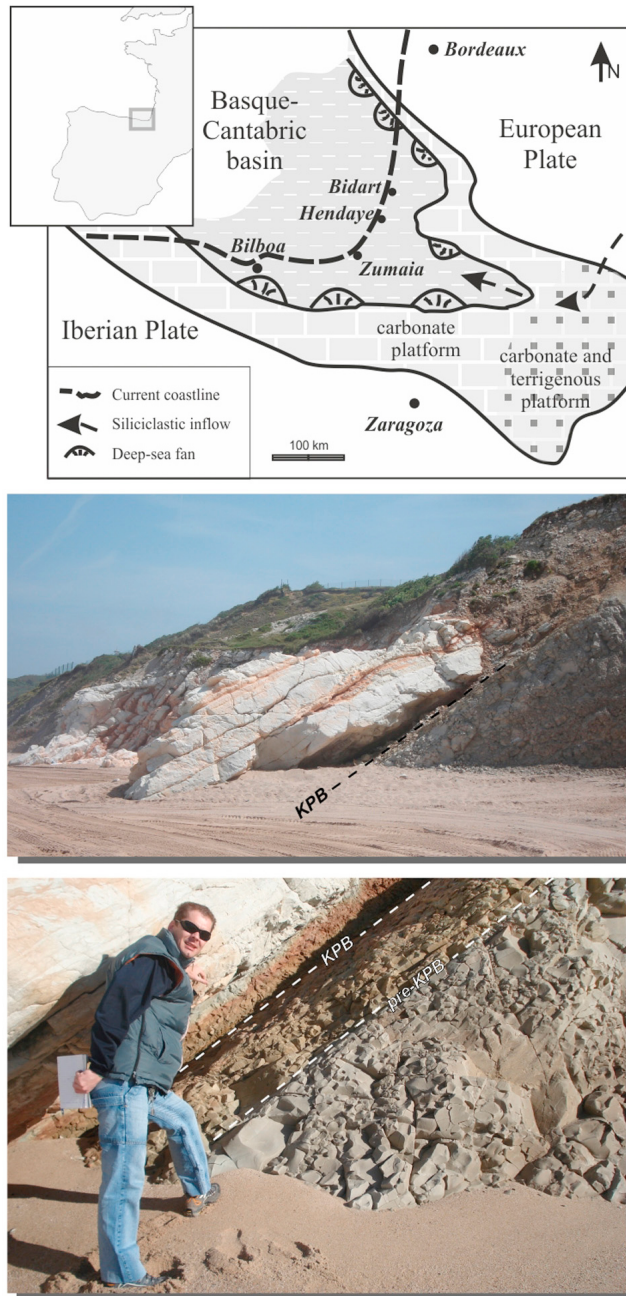 Bordeaux
N
Basque-
Cantabric
basin
European
Plate
Bidart
Hendaye
Bilboa
Zumaia
Iberian Plate
carbonate
platform
carbonate and
terrigenous
platform
Current coastline
Siliciclastic inflow
Deep-sea fan
Zaragoza
100 km
KPB
KPB
pre-KPB